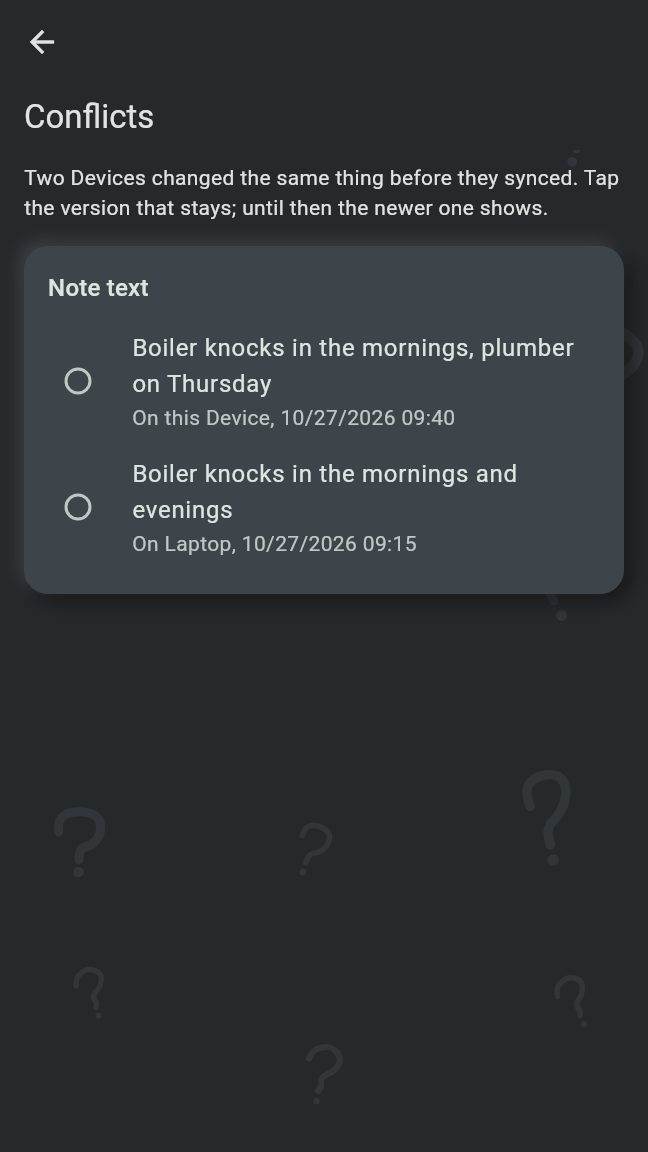 Conflicts
Two Devices changed the same thing before they synced. Tap
the version that stays; until then the newer one shows.
Note text
Boiler knocks in the mornings, plumber
on Thursday
On this Device, 10/27/2026 09:40
Boiler knocks in the mornings and
evenings
On Laptop, 10/27/2026 09:15